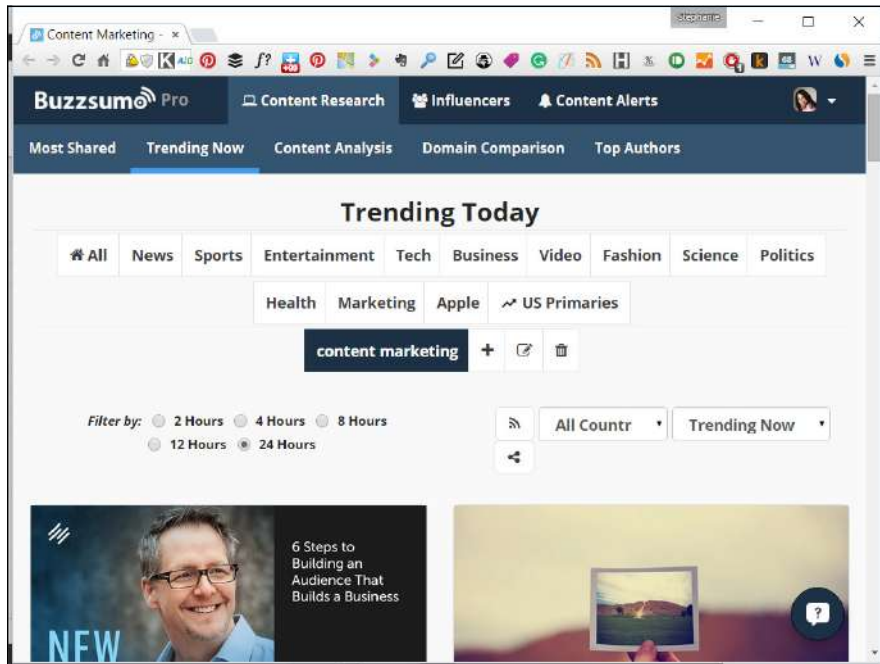 Stephanie
Content Marketing - ×
Buzzsumo Pro Content Research Influencers Content Alerts
Most Shared Trending Now Content Analysis Domain Comparison Top Authors
Trending Today
All News Sports Entertainment Tech Business Video Fashion Science Politics
Health Marketing Apple US Primaries
content marketing +
Filter by: 2 Hours 4 Hours 8 Hours
12 Hours 24 Hours
All Countr Trending Now
6 Steps to
Building an
Audience That
Builds a Business
NEW
?